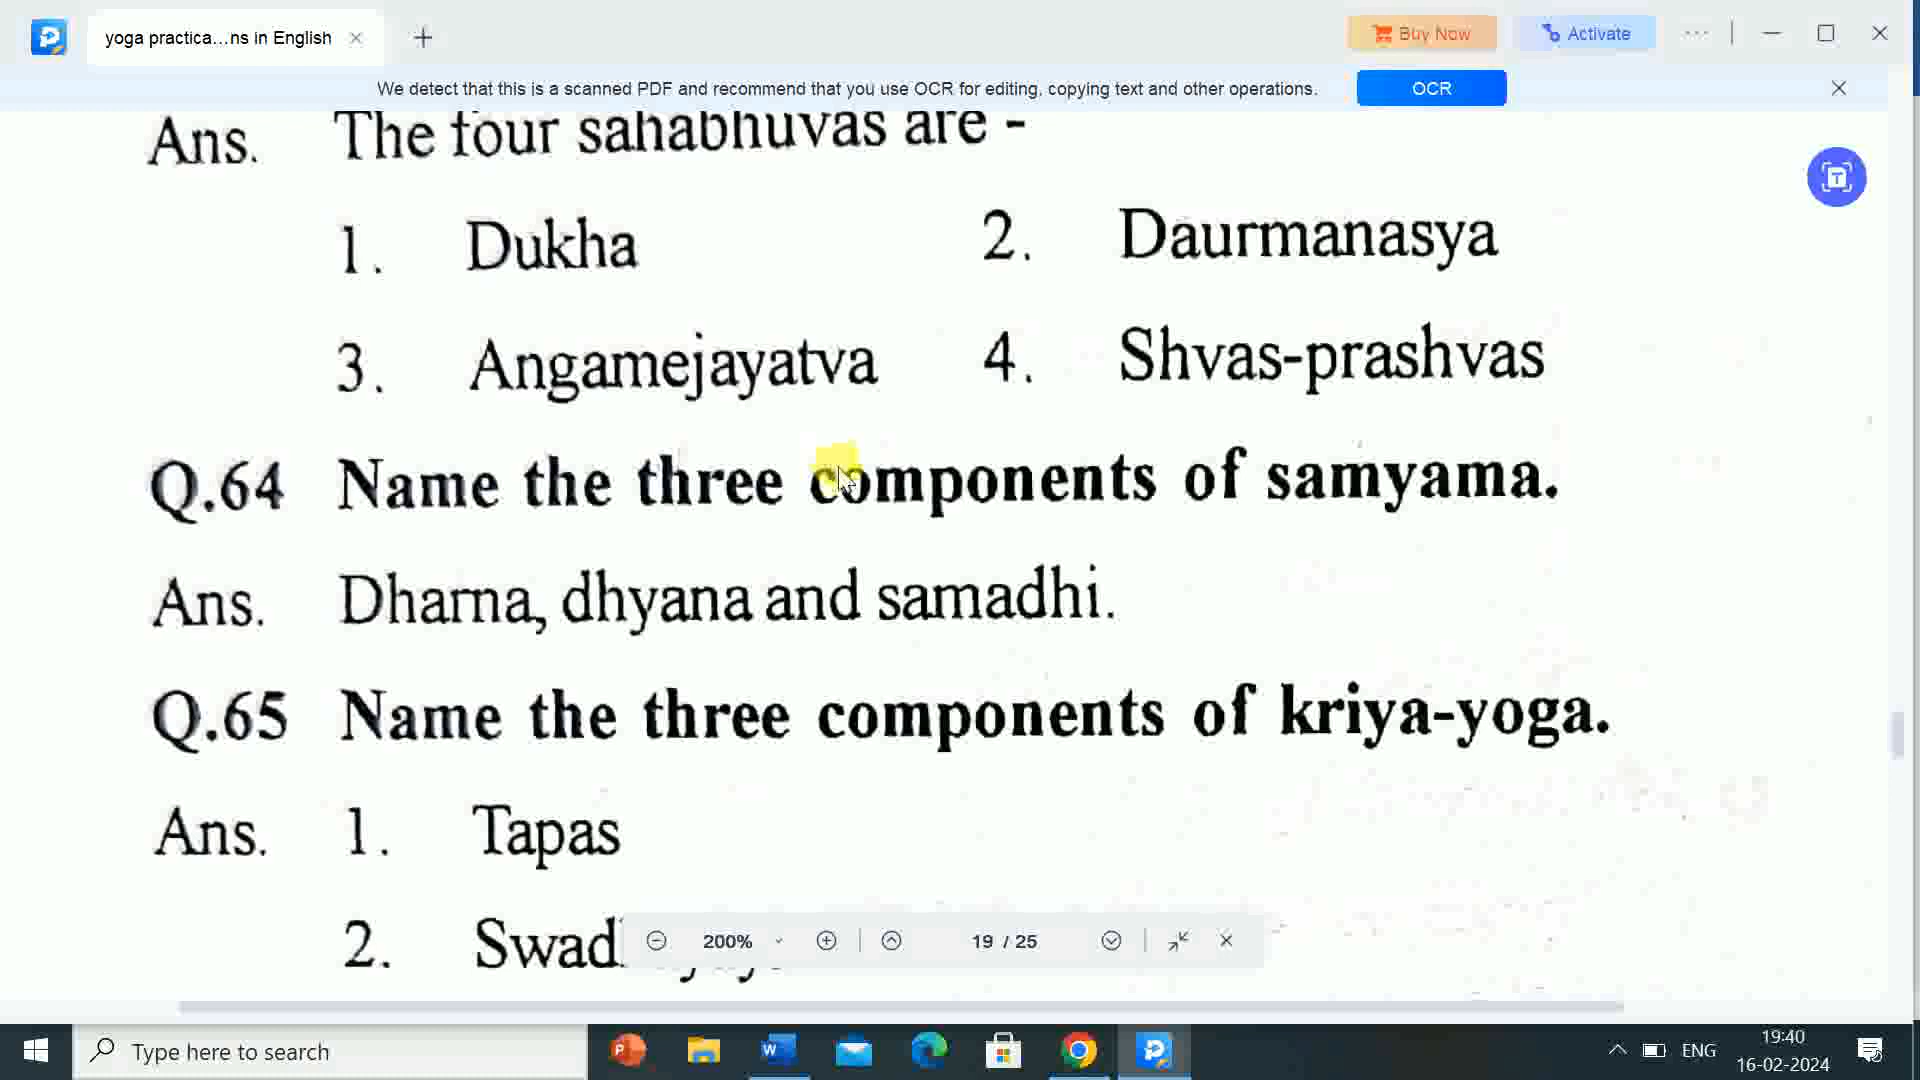 yoga practica...ns in English
Buy Now
Activate
We detect that this is a scanned PDF and recommend that you use OCR for editing, copying text and other operations.
OCR
Ans. The four sahabhuvas are -
1. Dukha 2. Daurmanasya
3. Angamejayatva 4. Shvas-prashvas
Q.64 Name the three components of samyama.
Ans. Dharna, dhyana and samadhi.
Q.65 Name the three components of kriya-yoga.
Ans. 1. Tapas
2.
200% 19 / 25
Type here to search
ENG
19:40
16-02-2024